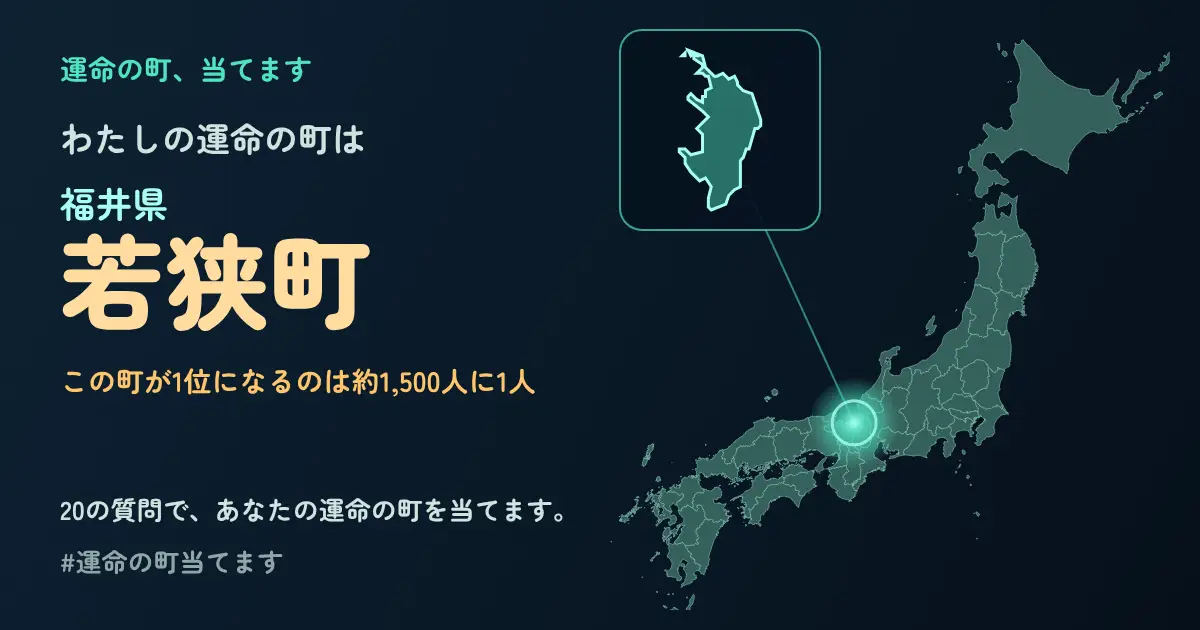 運命の町、当てます
わたしの運命の町は
福井県
若狭町
この町が1位になるのは約1,500人に1人
20の質問で、あなたの運命の町を当てます。
#運命の町当てます